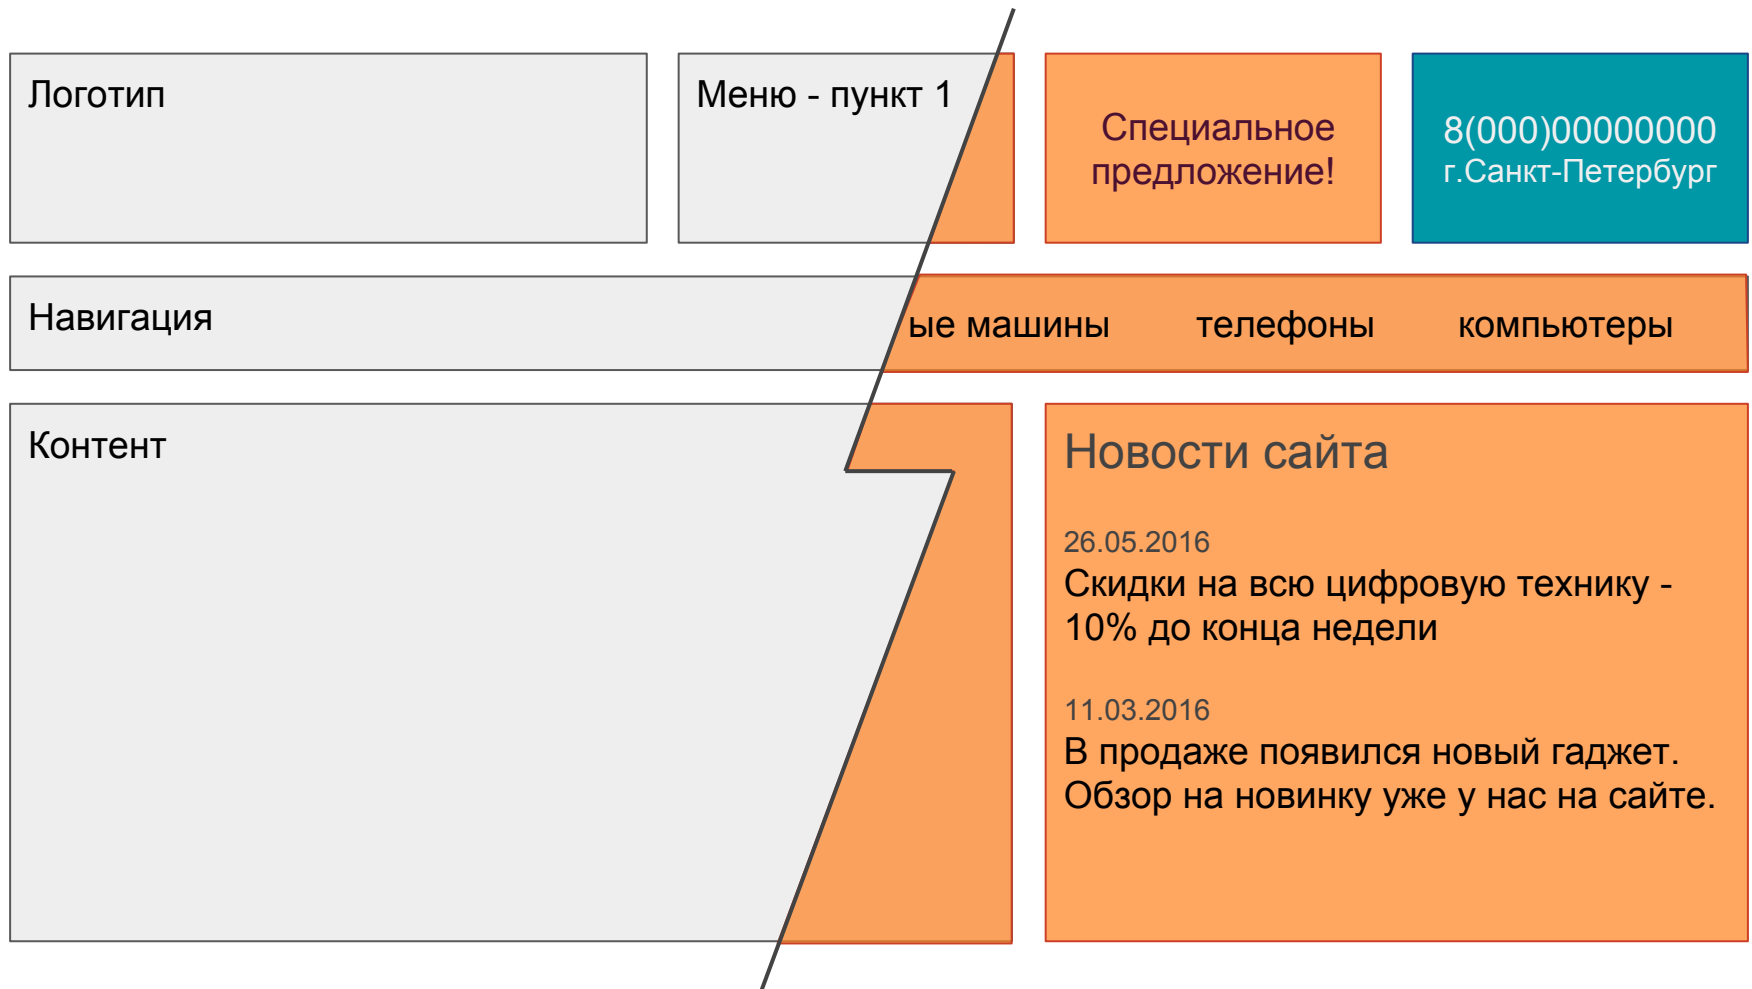 Логотип
Меню - пункт 1
Специальное
предложение!
8(000)00000000
г.Санкт-Петербург
Навигация
ые машины телефоны компьютеры
Контент
Новости сайта
26.05.2016
Скидки на всю цифровую технику -
10% до конца недели
11.03.2016
В продаже появился новый гаджет.
Обзор на новинку уже у нас на сайте.